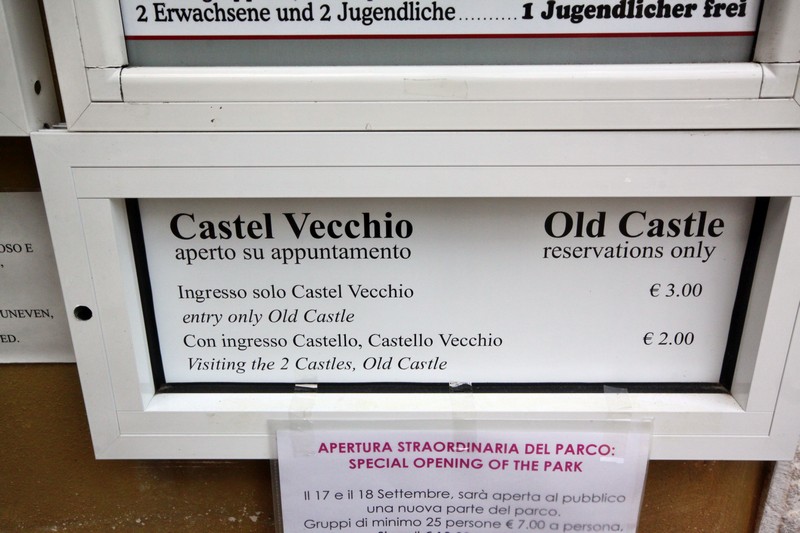 2 Erwachsene und 2 Jugendliche.......... 1 Jugendlicher frei
OSO E
UNEVEN,
ED.
Castel Vecchio
aperto su appuntamento
Old Castle
reservations only
Ingresso solo Castel Vecchio € 3.00
entry only Old Castle
Con ingresso Castello, Castello Vecchio € 2.00
Visiting the 2 Castles, Old Castle
APERTURA STRAORDINARIA DEL PARCO:
SPECIAL OPENING OF THE PARK
Il 17 e il 18 Settembre, sarà aperta al pubblico
una nuova parte del parco.
Gruppi di minimo 25 persone € 7.00 a persona,